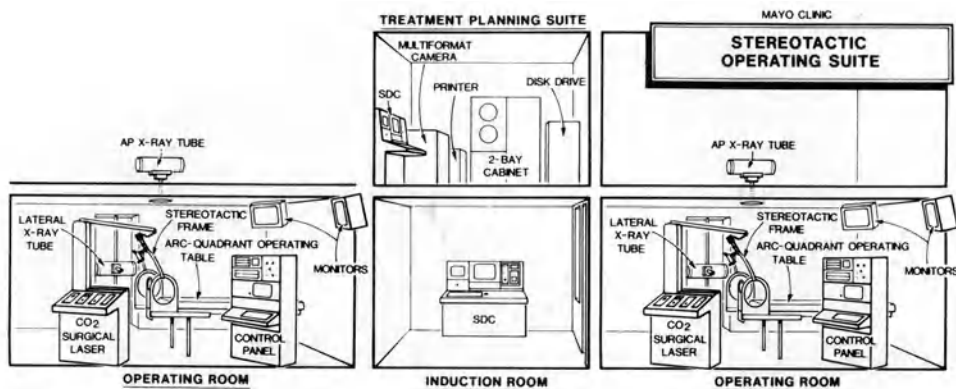 TREATMENT PLANNING SUITE
MULTIFORMAT
CAMERA
SDC
PRINTER
DISK DRIVE
2-BAY
CABINET
MAYO CLINIC
STEREOTACTIC
OPERATING SUITE
AP X-RAY TUBE
LATERAL
X-RAY
TUBE
STEREOTACTIC
FRAME
ARC-QUADRANT OPERATING
TABLE
MONITORS
CO2
SURGICAL
LASER
CONTROL
PANEL
OPERATING ROOM
SDC
INDUCTION ROOM
AP X-RAY TUBE
LATERAL
X-RAY
TUBE
STEREOTACTIC
FRAME
ARC-QUADRANT OPERATING
TABLE
MONITORS
CO2
SURGICAL
LASER
CONTROL
PANEL
OPERATING ROOM